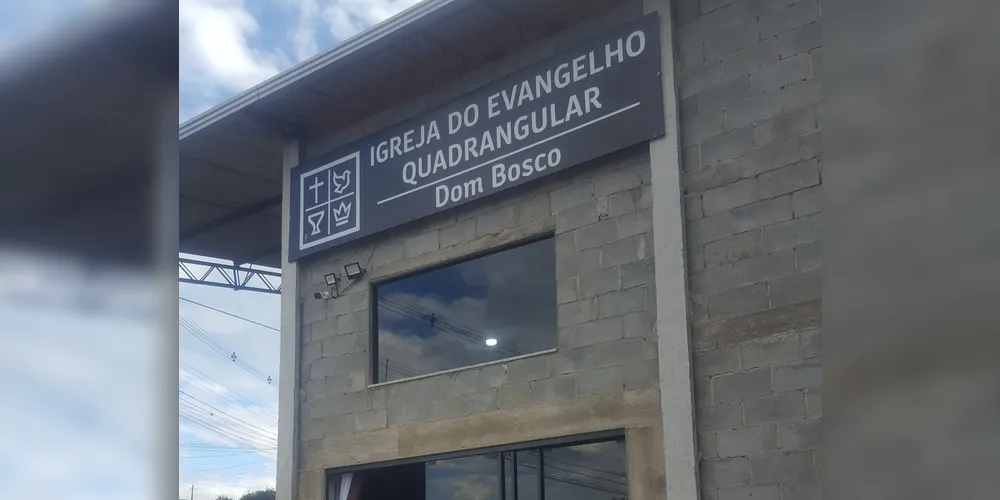 IGREJA DO EVANGELHO
QUADRANGULAR
Dom Bosco